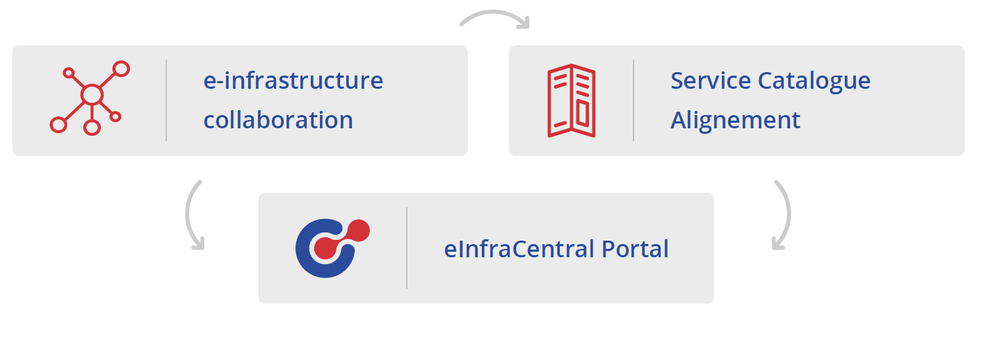 e-infrastructure
collaboration
Service Catalogue
Alignement
eInfraCentral Portal